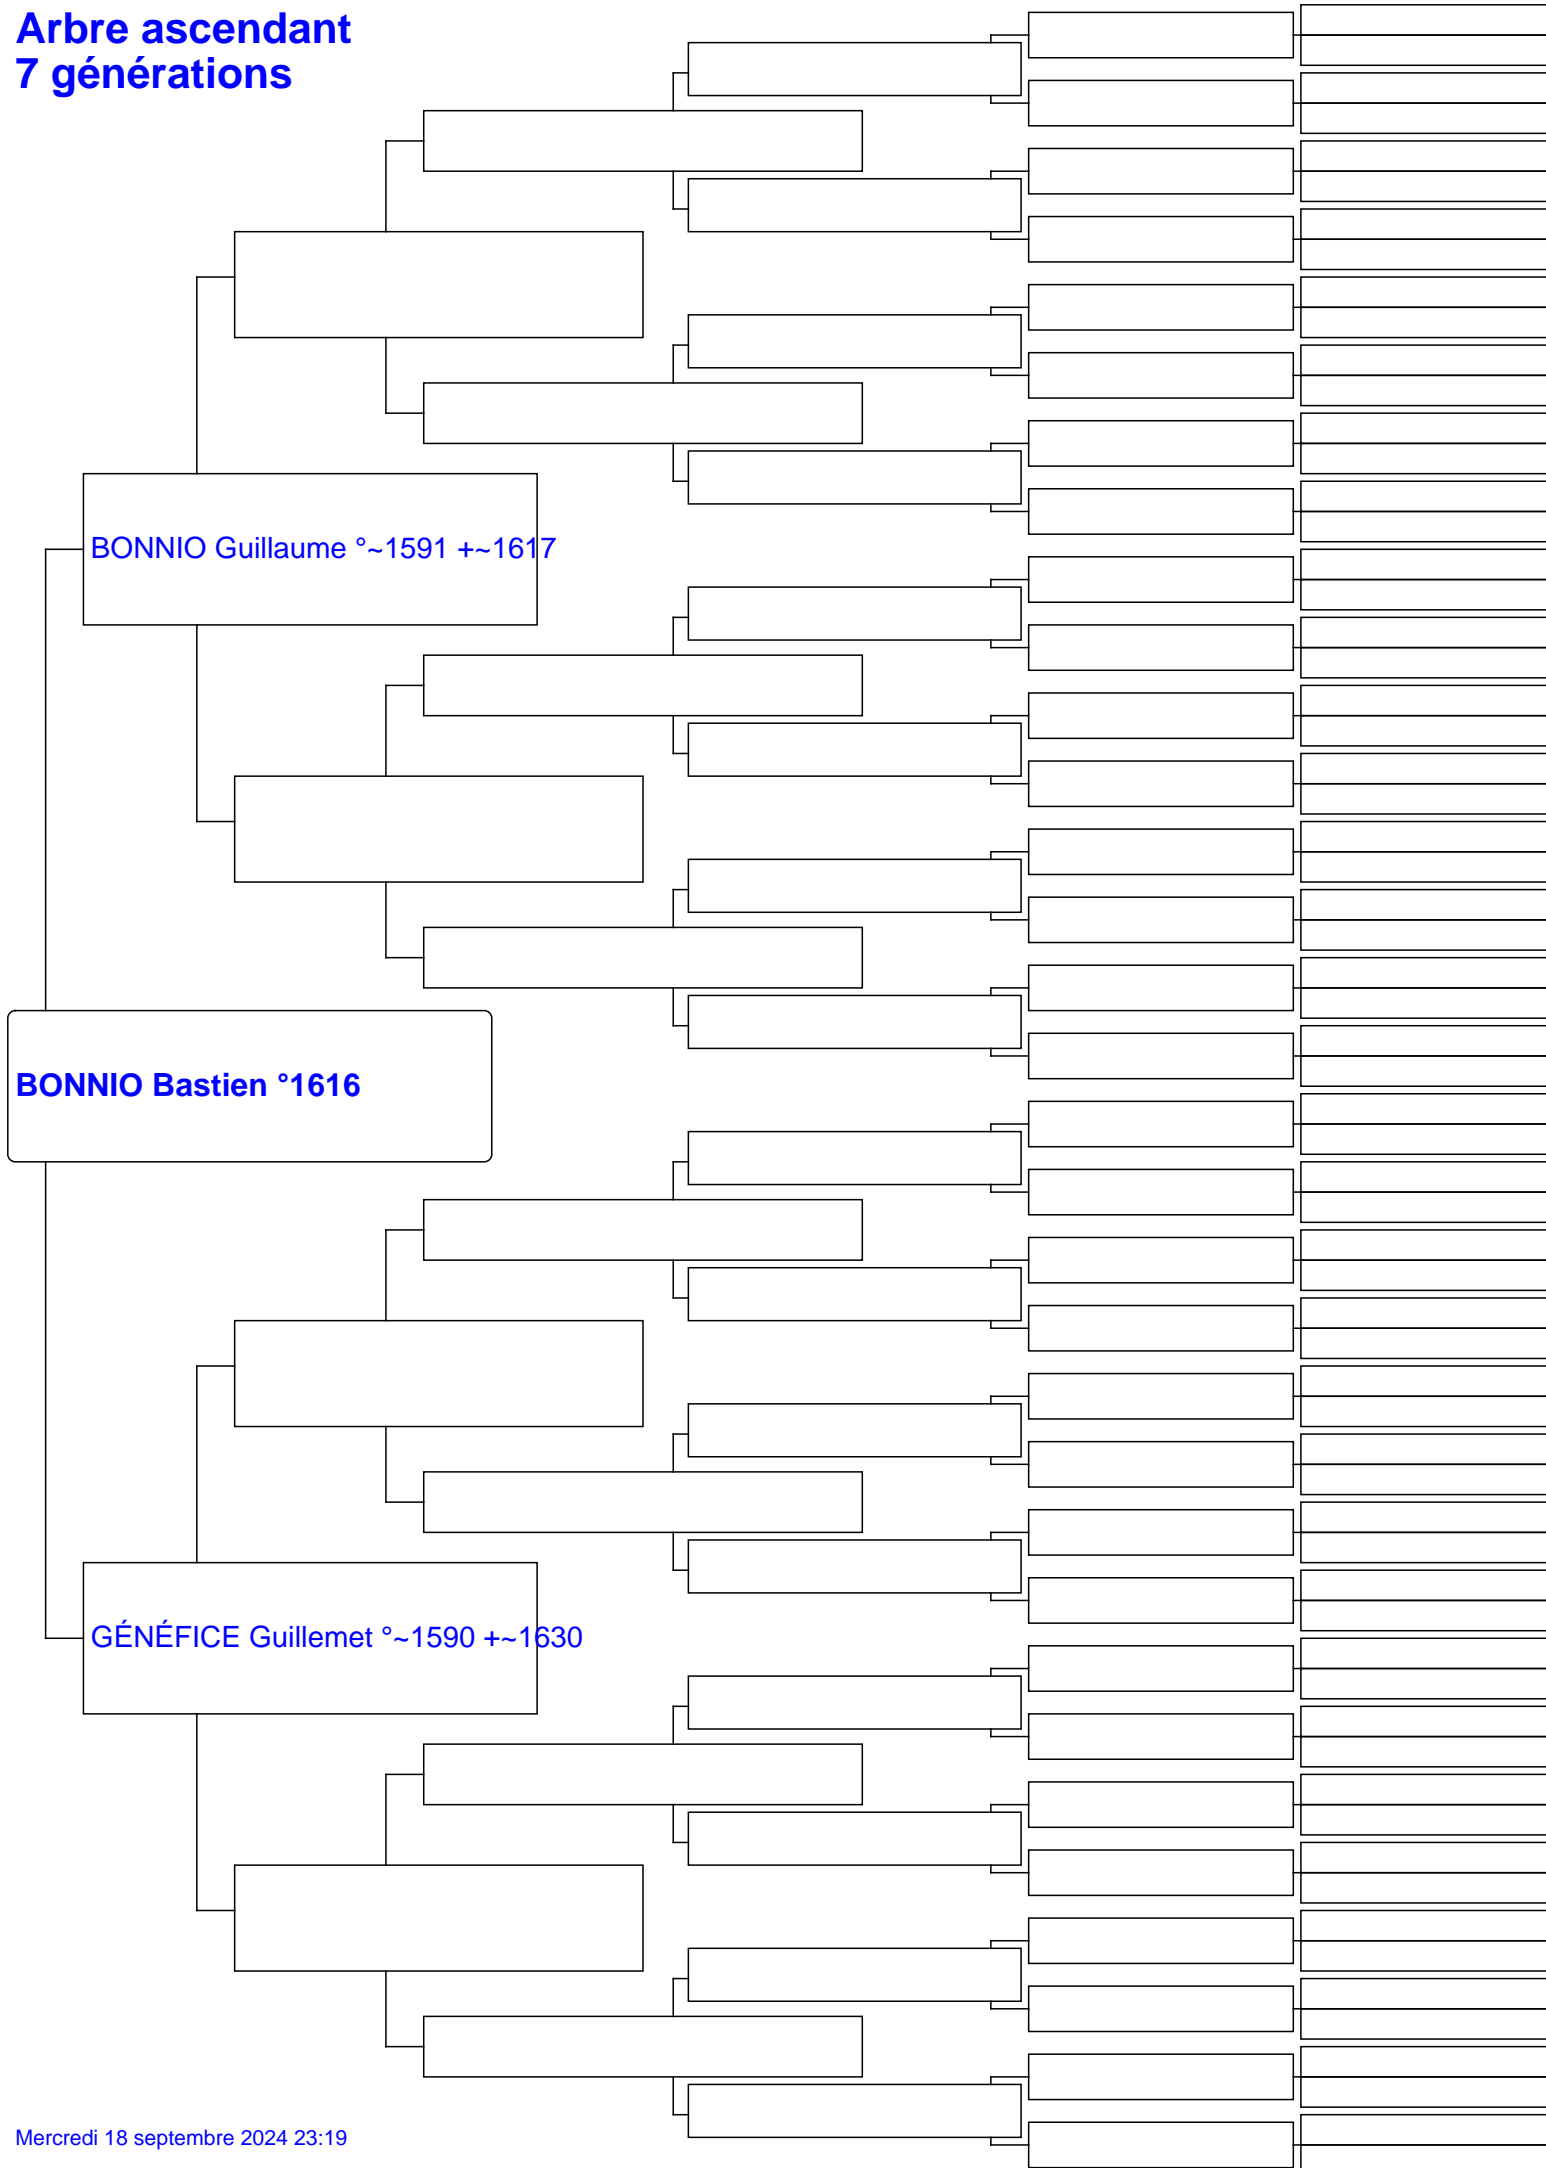 Arbre ascendant
7 générations
BONNIO Guillaume °~1591 +~1617
BONNIO Bastien °1616
GÉNÉFICE Guillemet °~1590 +~1630
Mercredi 18 septembre 2024 23:19